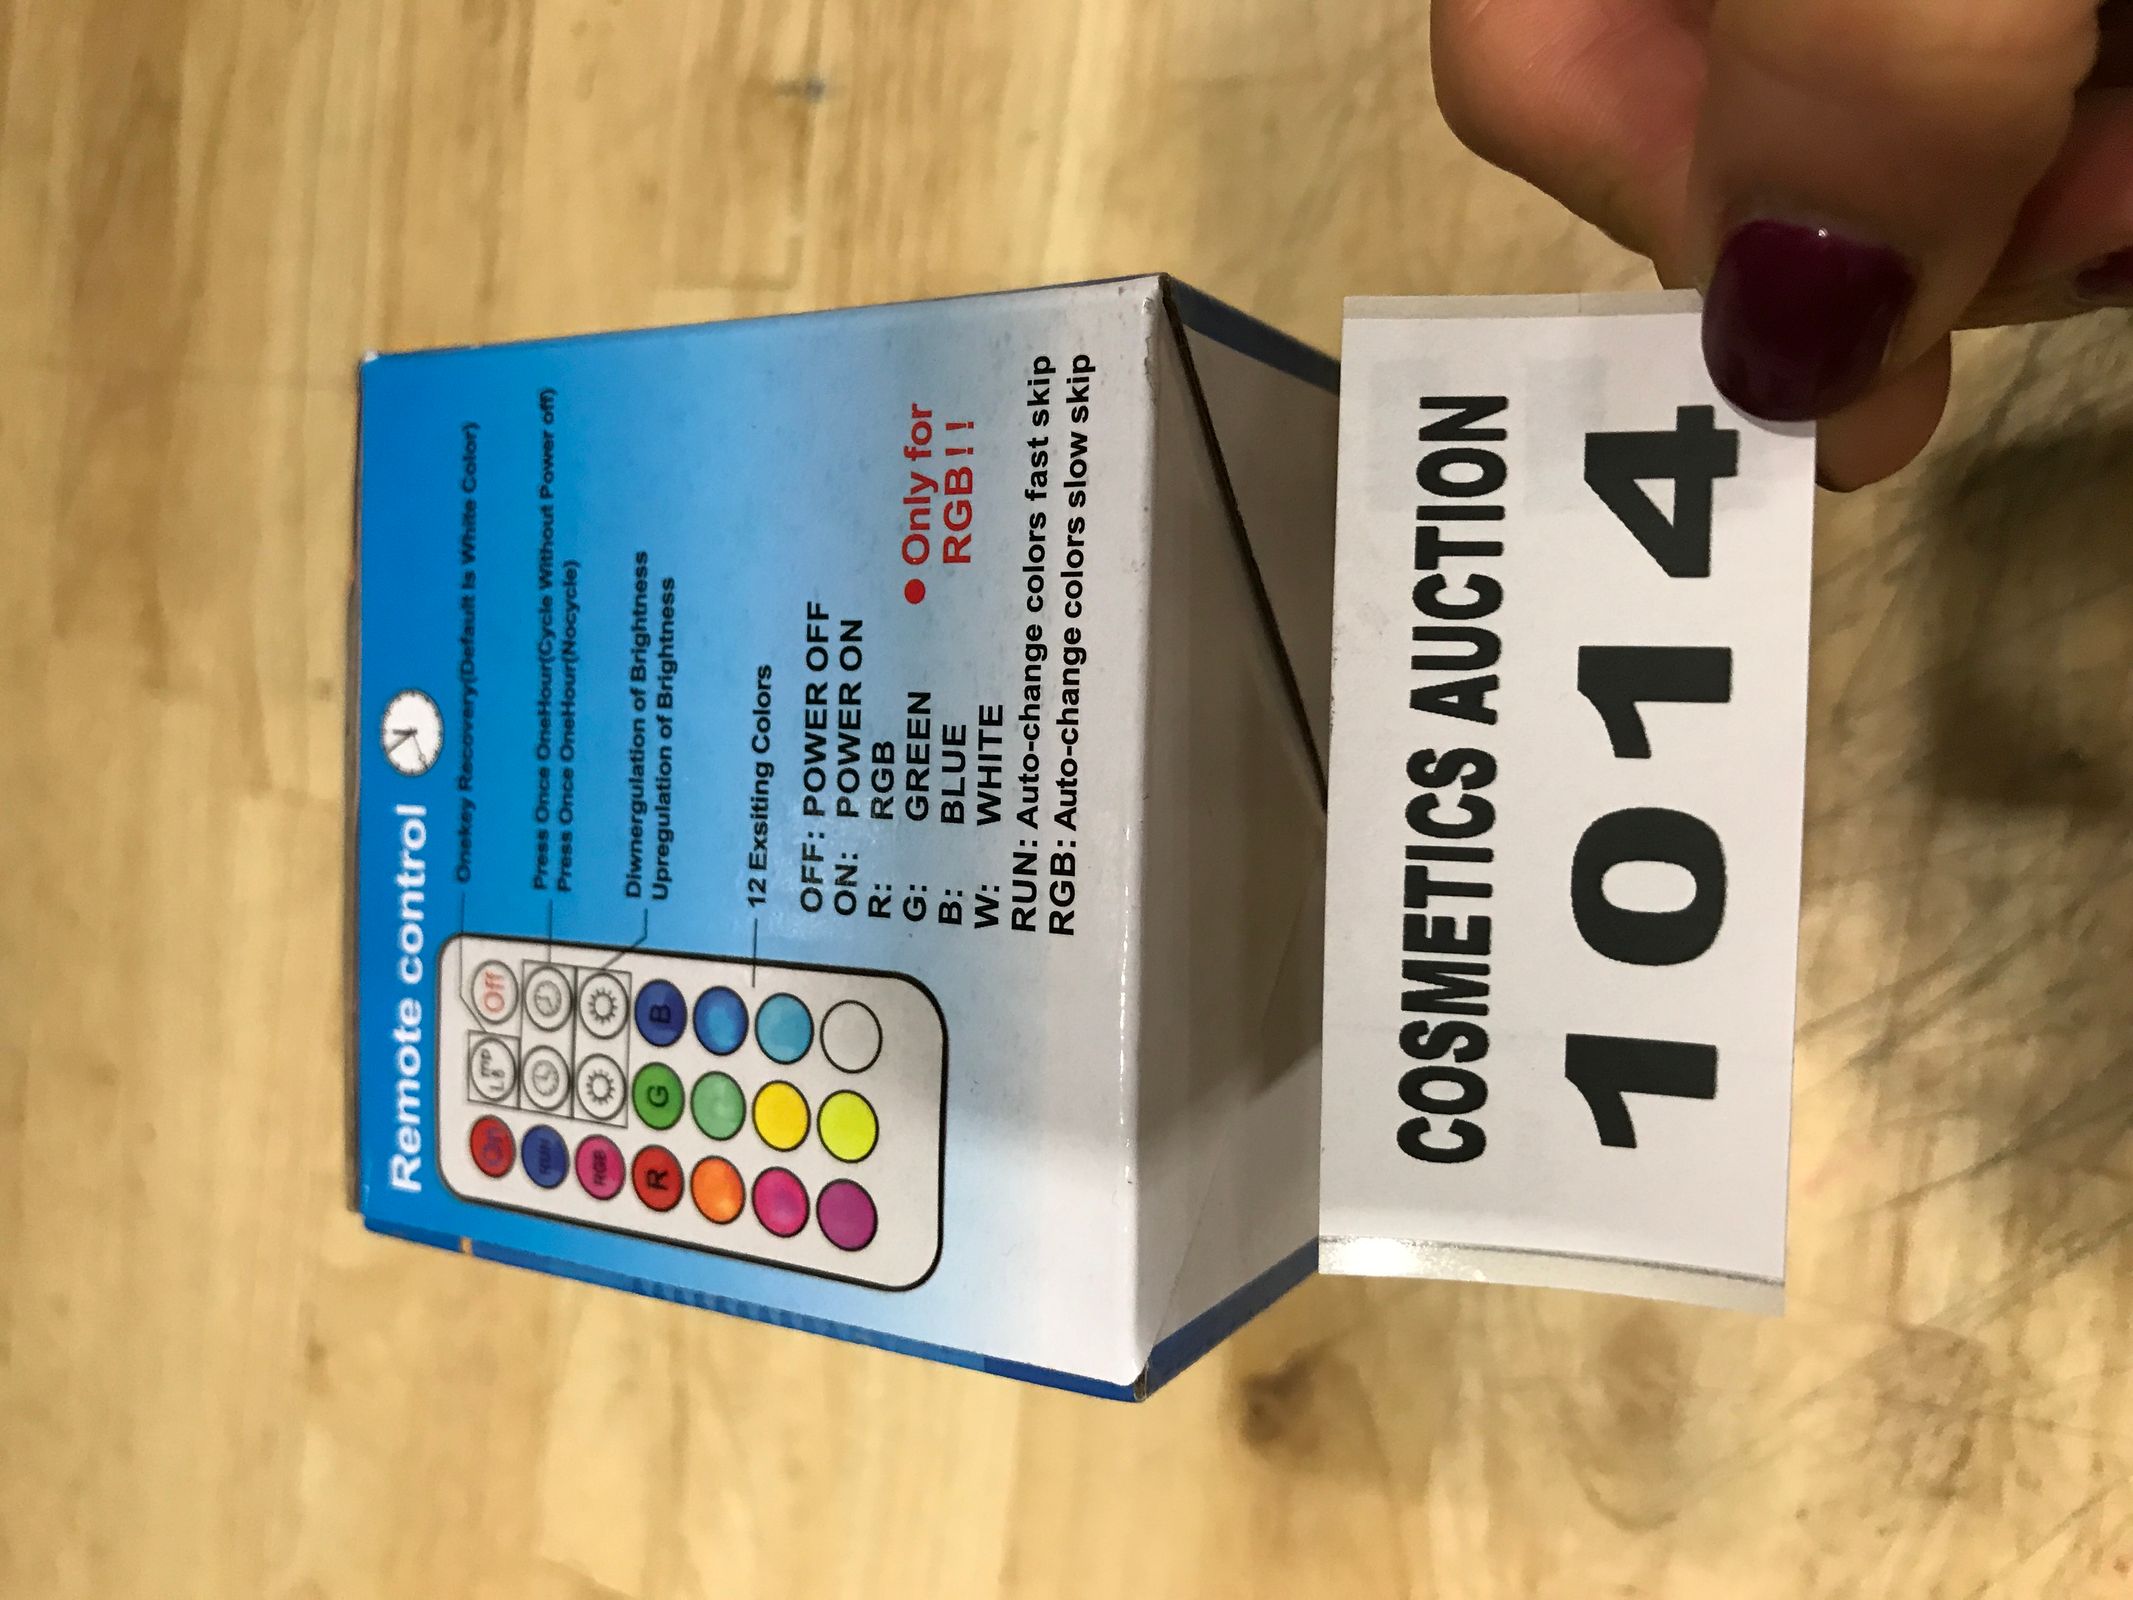 Remote control
Onekey Recovery(Default Is White Color)
Press Once OneHour(Cycle Without Power off)
Press Once OneHour(Nocycle)
Diwnergulation of Brightness
Upregulation of Brightness
12 Exsiting Colors
On Lamp Off
RUN
RGB
R G B
OFF: POWER OFF
ON: POWER ON
R: RGB
G: GREEN
B: BLUE
W: WHITE
● Only for
RGB!!
RUN: Auto-change colors fast skip
RGB: Auto-change colors slow skip
COSMETICS AUCTION
1014